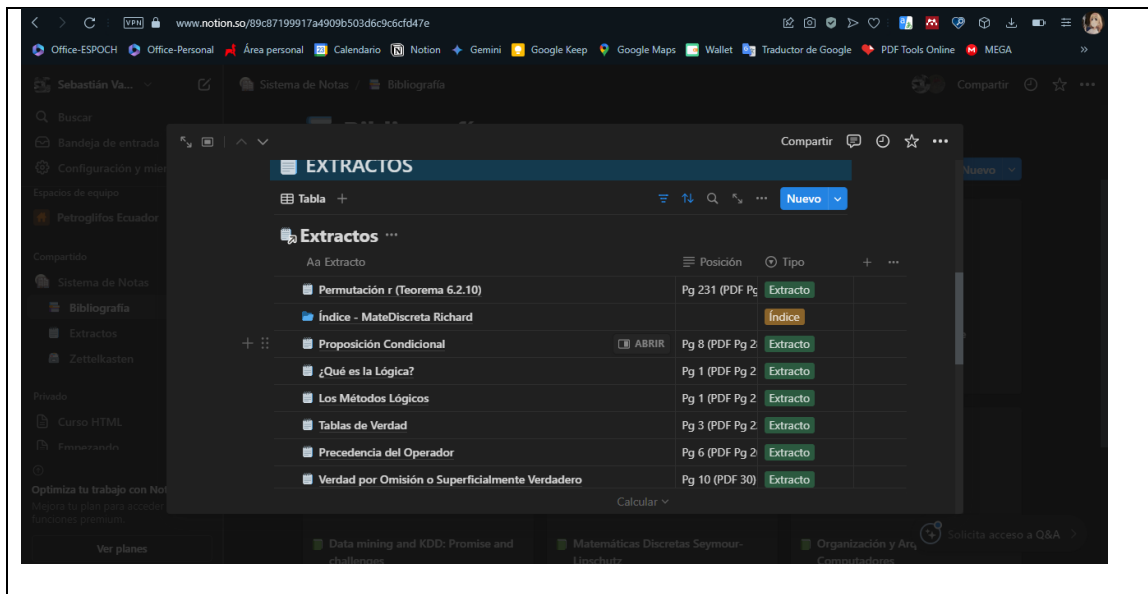 VPN www.notion.so/89c87199917a4909b503d6c9c6cfd47e
Office-ESPOCH Office-Personal Área personal Calendario Notion Gemini Google Keep Google Maps Wallet Traductor de Google PDF Tools Online MEGA »
Sebastián Va... Sistema de Notas / Bibliografía Compartir
Buscar
Bandeja de entrada Compartir
Configuración y mier EXTRACTOS Nuevo
Espacios de equipo
Petroglifos Ecuador Tabla Nuevo
Extractos ...
Compartido
Aa Extracto Posición Tipo
Sistema de Notas Permutación r (Teorema 6.2.10) Pg 231 (PDF Pg Extracto
Bibliografía Índice - MateDiscreta Richard Índice
Extractos Proposición Condicional ABRIR Pg 8 (PDF Pg 2 Extracto
Zettelkasten ¿Qué es la Lógica? Pg 1 (PDF Pg 2 Extracto
Privado Los Métodos Lógicos Pg 1 (PDF Pg 2 Extracto
Curso HTML Tablas de Verdad Pg 3 (PDF Pg 2 Extracto
Empezando Precedencia del Operador Pg 6 (PDF Pg 2 Extracto
Verdad por Omisión o Superficialmente Verdadero Pg 10 (PDF 30) Extracto
Optimiza tu trabajo con Not
Mejora tu plan para acceder Calcular
funciones premium.
Ver planes Data mining and KDD: Promise and Matemáticas Discretas Seymour- Organización y Arq Solicita acceso a Q&A
challenges Linschutz Computadores